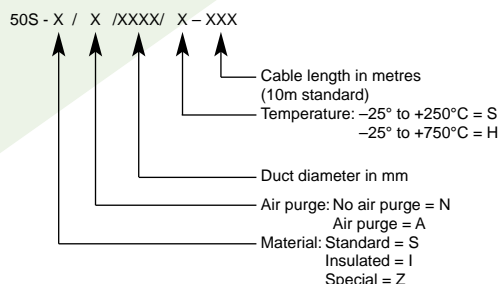 50S - X / X /XXXX/ X – XXX
Cable length in metres
(10m standard)
Temperature: –25° to +250°C = S
–25° to +750°C = H
Duct diameter in mm
Air purge: No air purge = N
Air purge = A
Material: Standard = S
Insulated = I
Special = Z